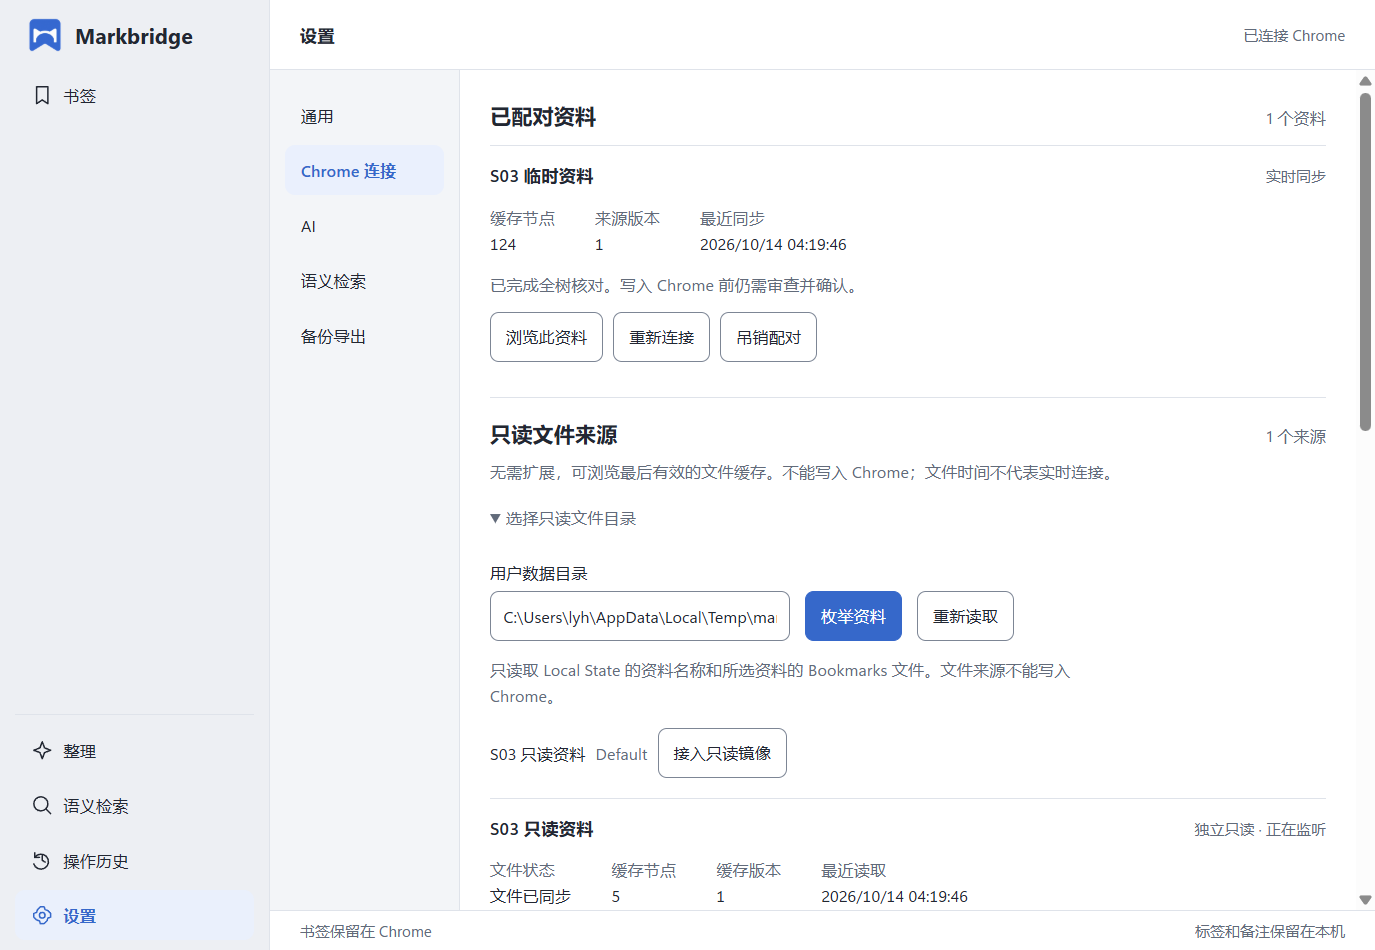 Markbridge
书签
整理
语义检索
操作历史
设置
设置
已连接 Chrome
通用
Chrome 连接
AI
语义检索
备份导出
已配对资料
1 个资料
S03 临时资料
实时同步
缓存节点 来源版本 最近同步
124 1 2026/10/14 04:19:46
已完成全树核对。写入 Chrome 前仍需审查并确认。
浏览此资料 重新连接 吊销配对
只读文件来源
1 个来源
无需扩展，可浏览最后有效的文件缓存。不能写入 Chrome；文件时间不代表实时连接。
▼ 选择只读文件目录
用户数据目录
C:\Users\lyh\AppData\Local\Temp\mai 枚举资料 重新读取
只读取 Local State 的资料名称和所选资料的 Bookmarks 文件。文件来源不能写入
Chrome。
S03 只读资料 Default 接入只读镜像
S03 只读资料
独立只读 · 正在监听
文件状态 缓存节点 缓存版本 最近读取
文件已同步 5 1 2026/10/14 04:19:46
书签保留在 Chrome
标签和备注保留在本机